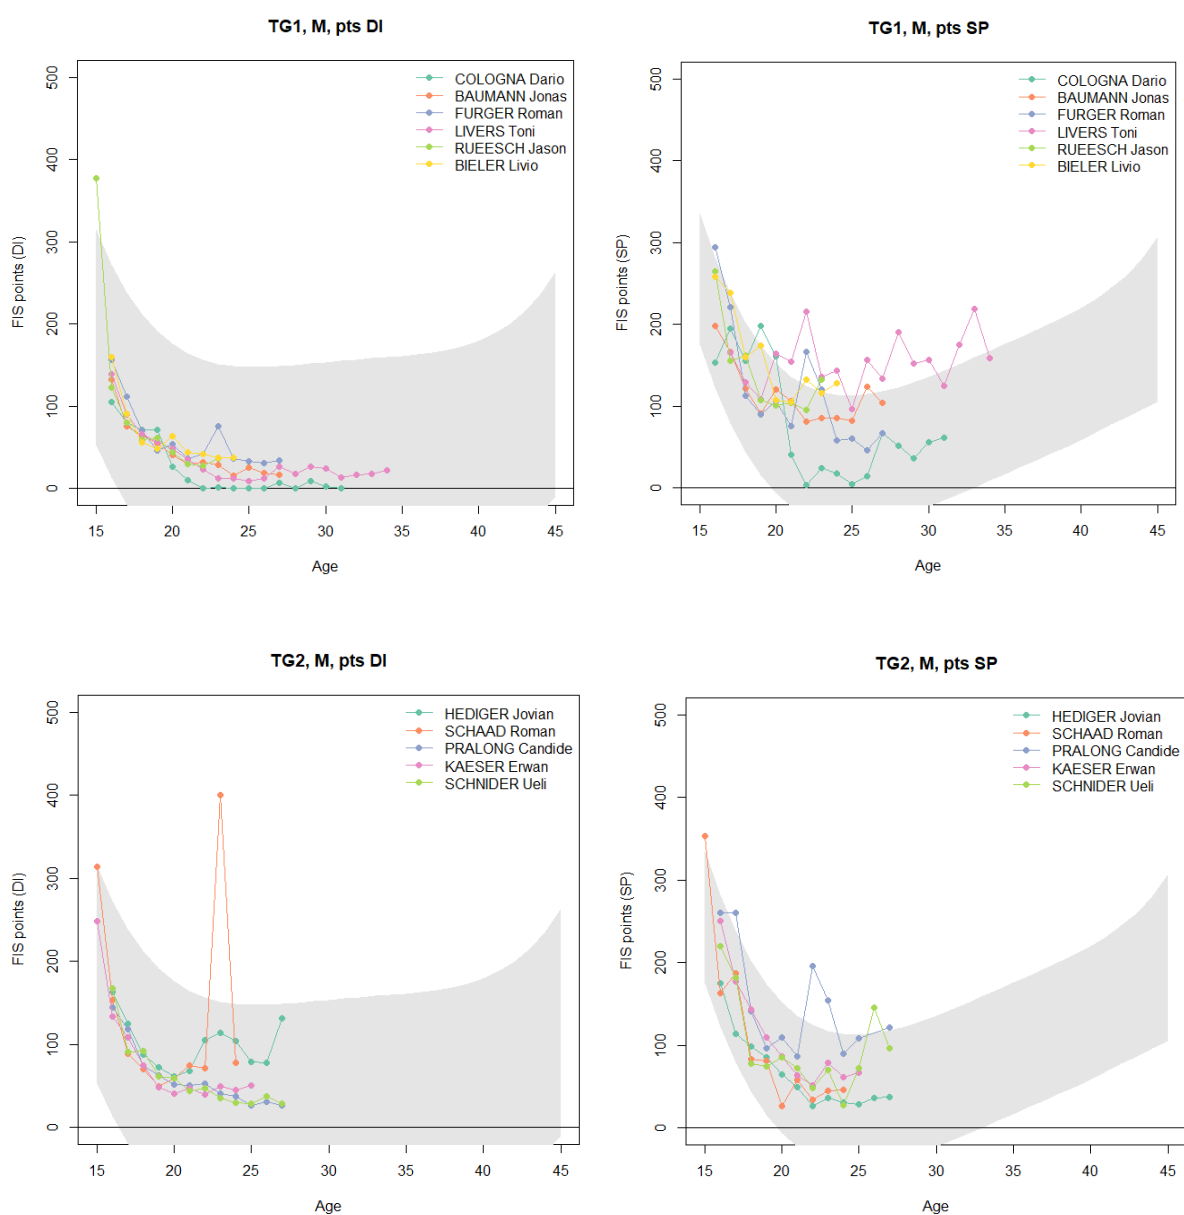 TG1, M, pts DI
FIS points (DI)
500
400
300
200
100
0
COLOGNA Dario
BAUMANN Jonas
FURGER Roman
LIVERS Toni
RUEESCH Jason
BIELER Livio
15 20 25 30 35 40 45
Age
TG1, M, pts SP
FIS points (SP)
500
400
300
200
100
0
COLOGNA Dario
BAUMANN Jonas
FURGER Roman
LIVERS Toni
RUEESCH Jason
BIELER Livio
15 20 25 30 35 40 45
Age
TG2, M, pts DI
FIS points (DI)
500
400
300
200
100
0
HEDIGER Jovian
SCHAAD Roman
PRALONG Candide
KAESER Erwan
SCHNIDER Ueli
15 20 25 30 35 40 45
Age
TG2, M, pts SP
FIS points (SP)
500
400
300
200
100
0
HEDIGER Jovian
SCHAAD Roman
PRALONG Candide
KAESER Erwan
SCHNIDER Ueli
15 20 25 30 35 40 45
Age